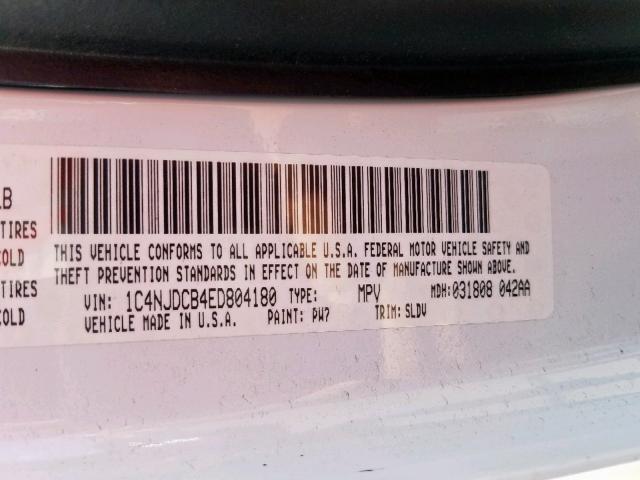 LB
TIRES
COLD
TIRES
COLD
THIS VEHICLE CONFORMS TO ALL APPLICABLE U.S.A. FEDERAL MOTOR VEHICLE SAFETY AND
THEFT PREVENTION STANDARDS IN EFFECT ON THE DATE OF MANUFACTURE SHOWN ABOVE.
VIN: 1C4NJDCB4ED804180 TYPE: MPV MDH:031808 042AA
VEHICLE MADE IN U.S.A. PAINT: PW7 TRIM: SLDV